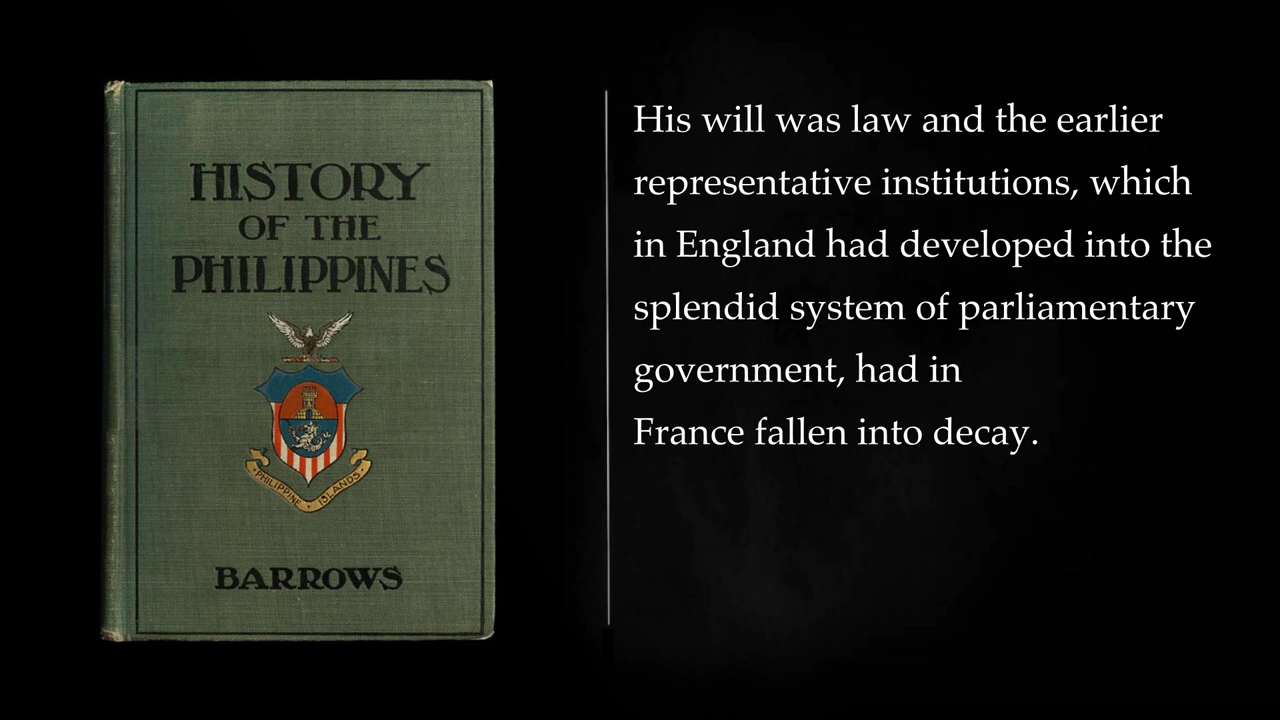 HISTORY
OF THE
PHILIPPINES
PHILIPPINE ISLANDS
BARROWS
His will was law and the earlier
representative institutions, which
in England had developed into the
splendid system of parliamentary
government, had in
France fallen into decay.